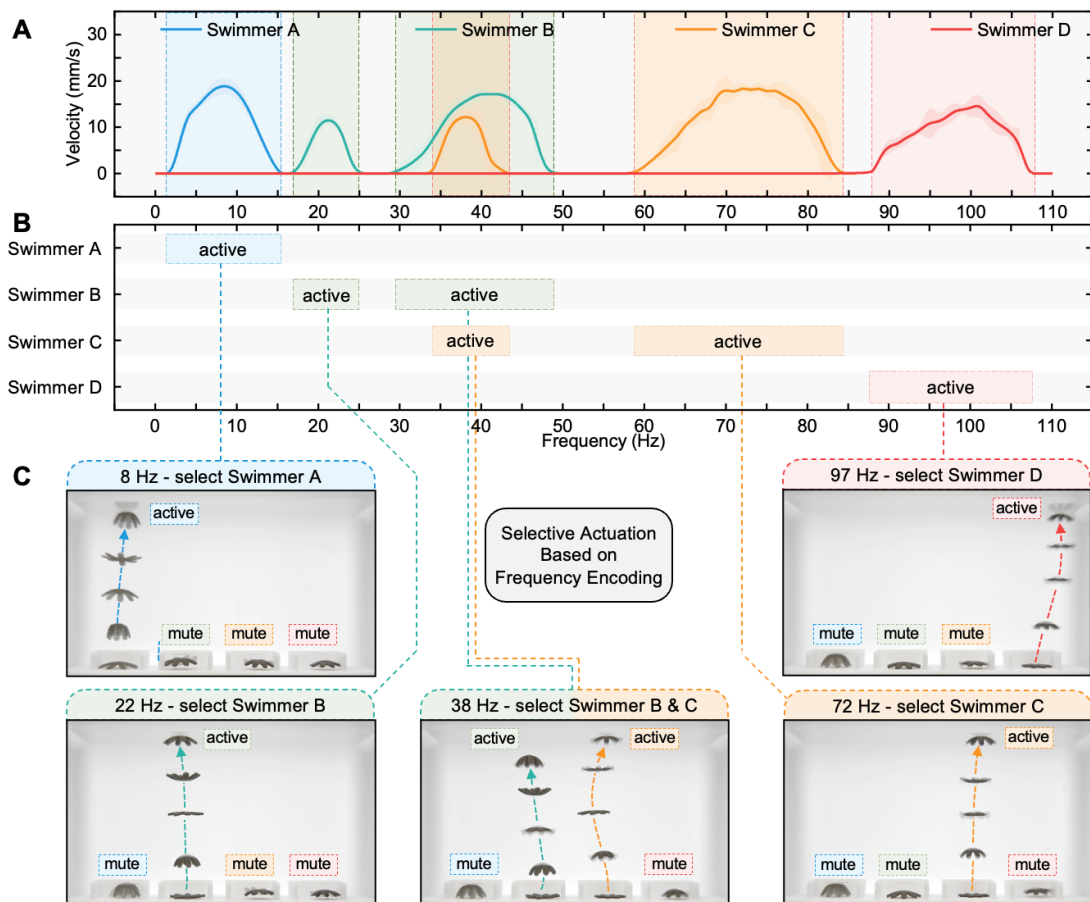 A
Swimmer A
Swimmer B
Swimmer C
Swimmer D
Velocity (mm/s)
30
20
10
0
0 10 20 30 40 50 60 70 80 90 100 110
B
Swimmer A
active
Swimmer B
active
active
Swimmer C
active
active
Swimmer D
active
0 10 20 30 40 50 60 70 80 90 100 110
Frequency (Hz)
C
8 Hz - select Swimmer A
active
mute
mute
mute
Selective Actuation
Based on
Frequency Encoding
97 Hz - select Swimmer D
active
mute
mute
mute
22 Hz - select Swimmer B
active
mute
mute
mute
38 Hz - select Swimmer B & C
active
active
mute
mute
72 Hz - select Swimmer C
active
mute
mute
mute